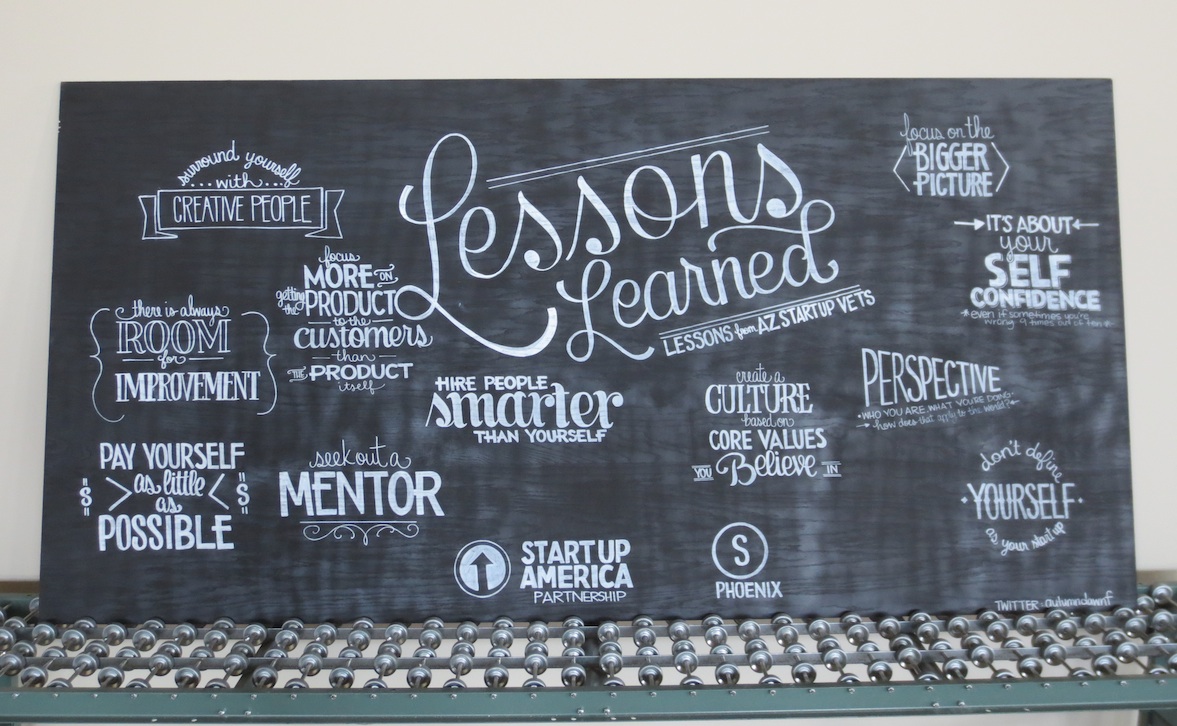 Lessons
Learned
LESSONS from AZ STARTUP VETS
surround yourself
...with...
CREATIVE PEOPLE
focus
MORE ON
getting the PRODUCT
to the
customers
than
THE PRODUCT
itself
there is always
ROOM
for
IMPROVEMENT
PAY YOURSELF
$ > as little < $
as
POSSIBLE
seek out a
MENTOR
HIRE PEOPLE
smarter
THAN YOURSELF
create a
CULTURE
based on
CORE VALUES
YOU Believe IN
focus on the
BIGGER
PICTURE
IT'S ABOUT
your
SELF
CONFIDENCE
*even if sometimes you're
wrong 9 times out of ten*
PERSPECTIVE
• WHO YOU ARE, WHAT YOU'RE DOING •
how does that apply to the world?
don't define
• YOURSELF •
as your startup
START UP
AMERICA
PARTNERSHIP
S
PHOENIX
TWITTER